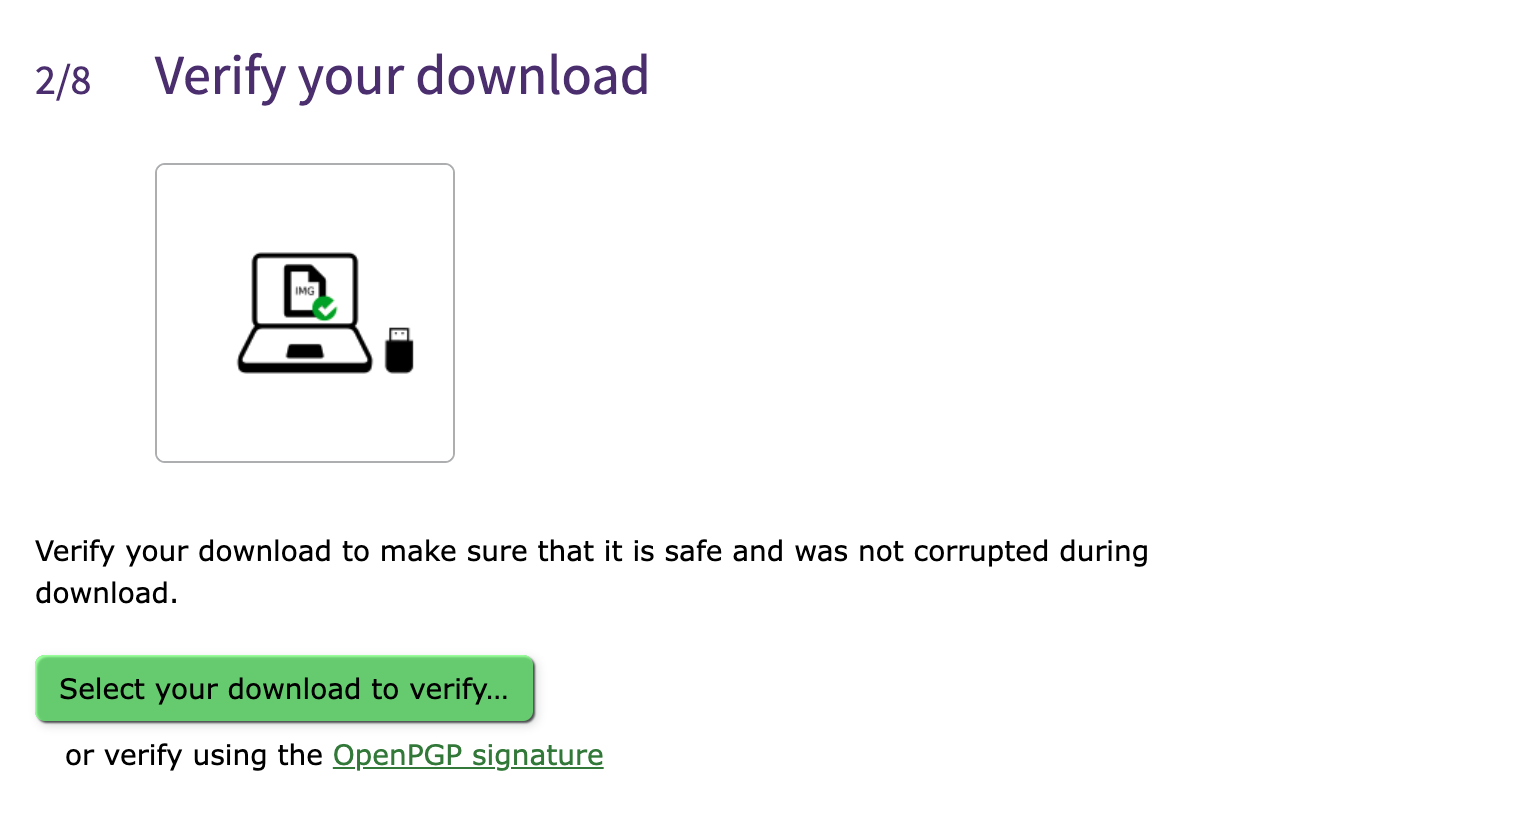 2/8 Verify your download
IMG
Verify your download to make sure that it is safe and was not corrupted during
download.
Select your download to verify…
or verify using the OpenPGP signature